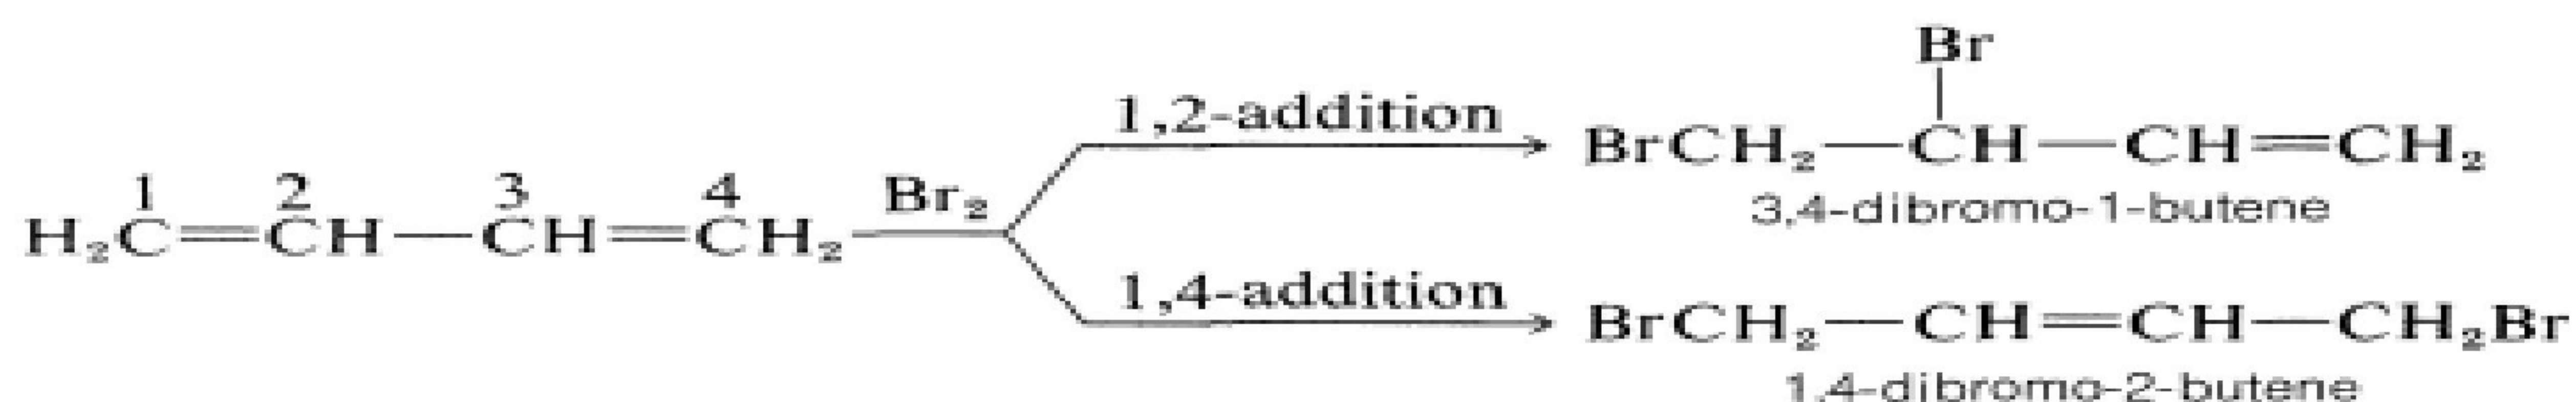 Br
1,2-addition
BrCH₂—CH—CH=CH₂
3,4-dibromo-1-butene
1 2 3 4
H₂C=CH—CH=CH₂ Br₂
1,4-addition
BrCH₂—CH=CH—CH₂Br
1,4-dibromo-2-butene